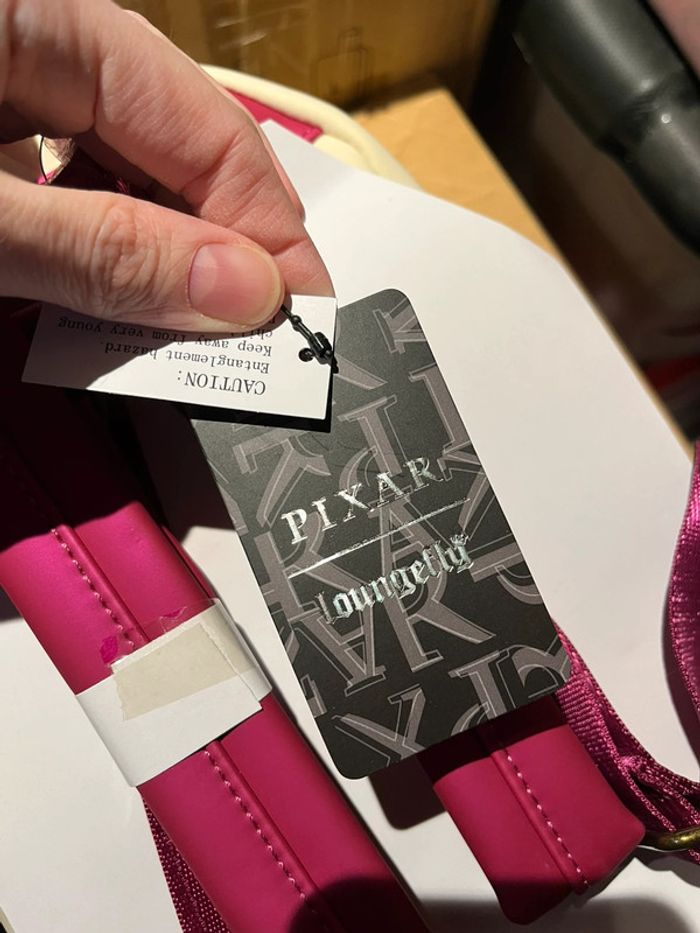 CAUTION:
Entanglement hazard.
Keep away from very young
PIXAR
loungefly